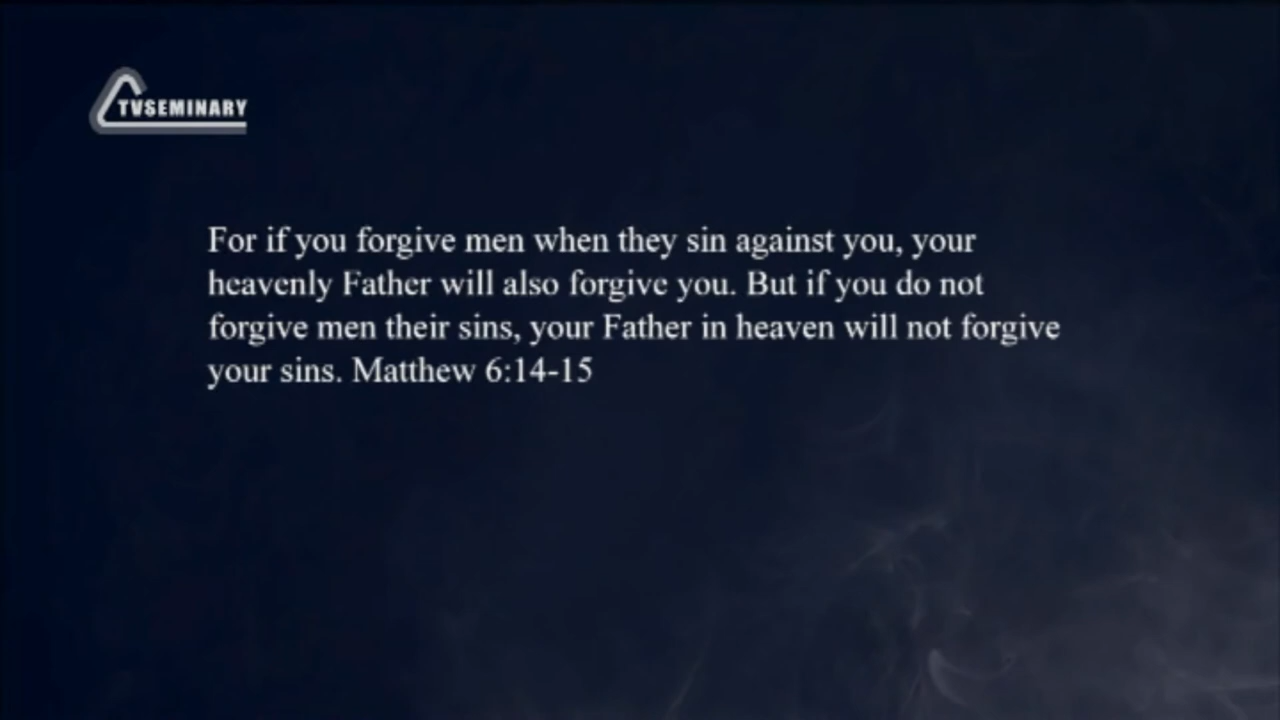 TVSEMINARY
For if you forgive men when they sin against you, your
heavenly Father will also forgive you. But if you do not
forgive men their sins, your Father in heaven will not forgive
your sins. Matthew 6:14-15